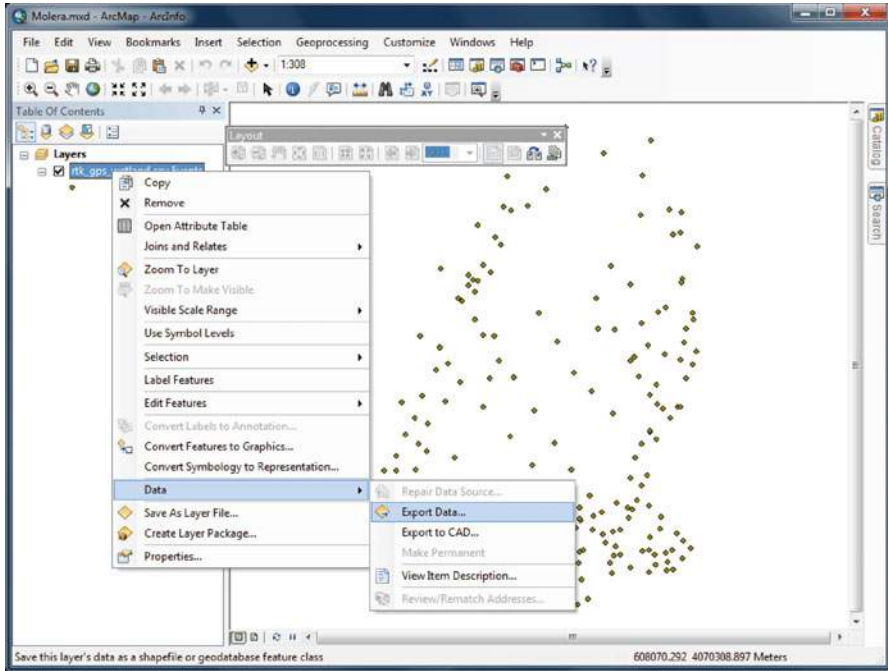 Molera.mxd - ArcMap - ArcInfo
File Edit View Bookmarks Insert Selection Geoprocessing Customize Windows Help
1:308
Table Of Contents
Layout
Layers
rtk_gps_wetland.csv Events
Copy
Remove
Open Attribute Table
Joins and Relates
Zoom To Layer
Zoom To Make Visible
Visible Scale Range
Use Symbol Levels
Selection
Label Features
Edit Features
Convert Labels to Annotation...
Convert Features to Graphics...
Convert Symbology to Representation...
Data
Save As Layer File...
Create Layer Package...
Properties...
Repair Data Source...
Export Data...
Export to CAD...
Make Permanent
View Item Description...
Review/Rematch Addresses...
Catalog
Search
Save this layer's data as a shapefile or geodatabase feature class
608070.292 4070308.897 Meters